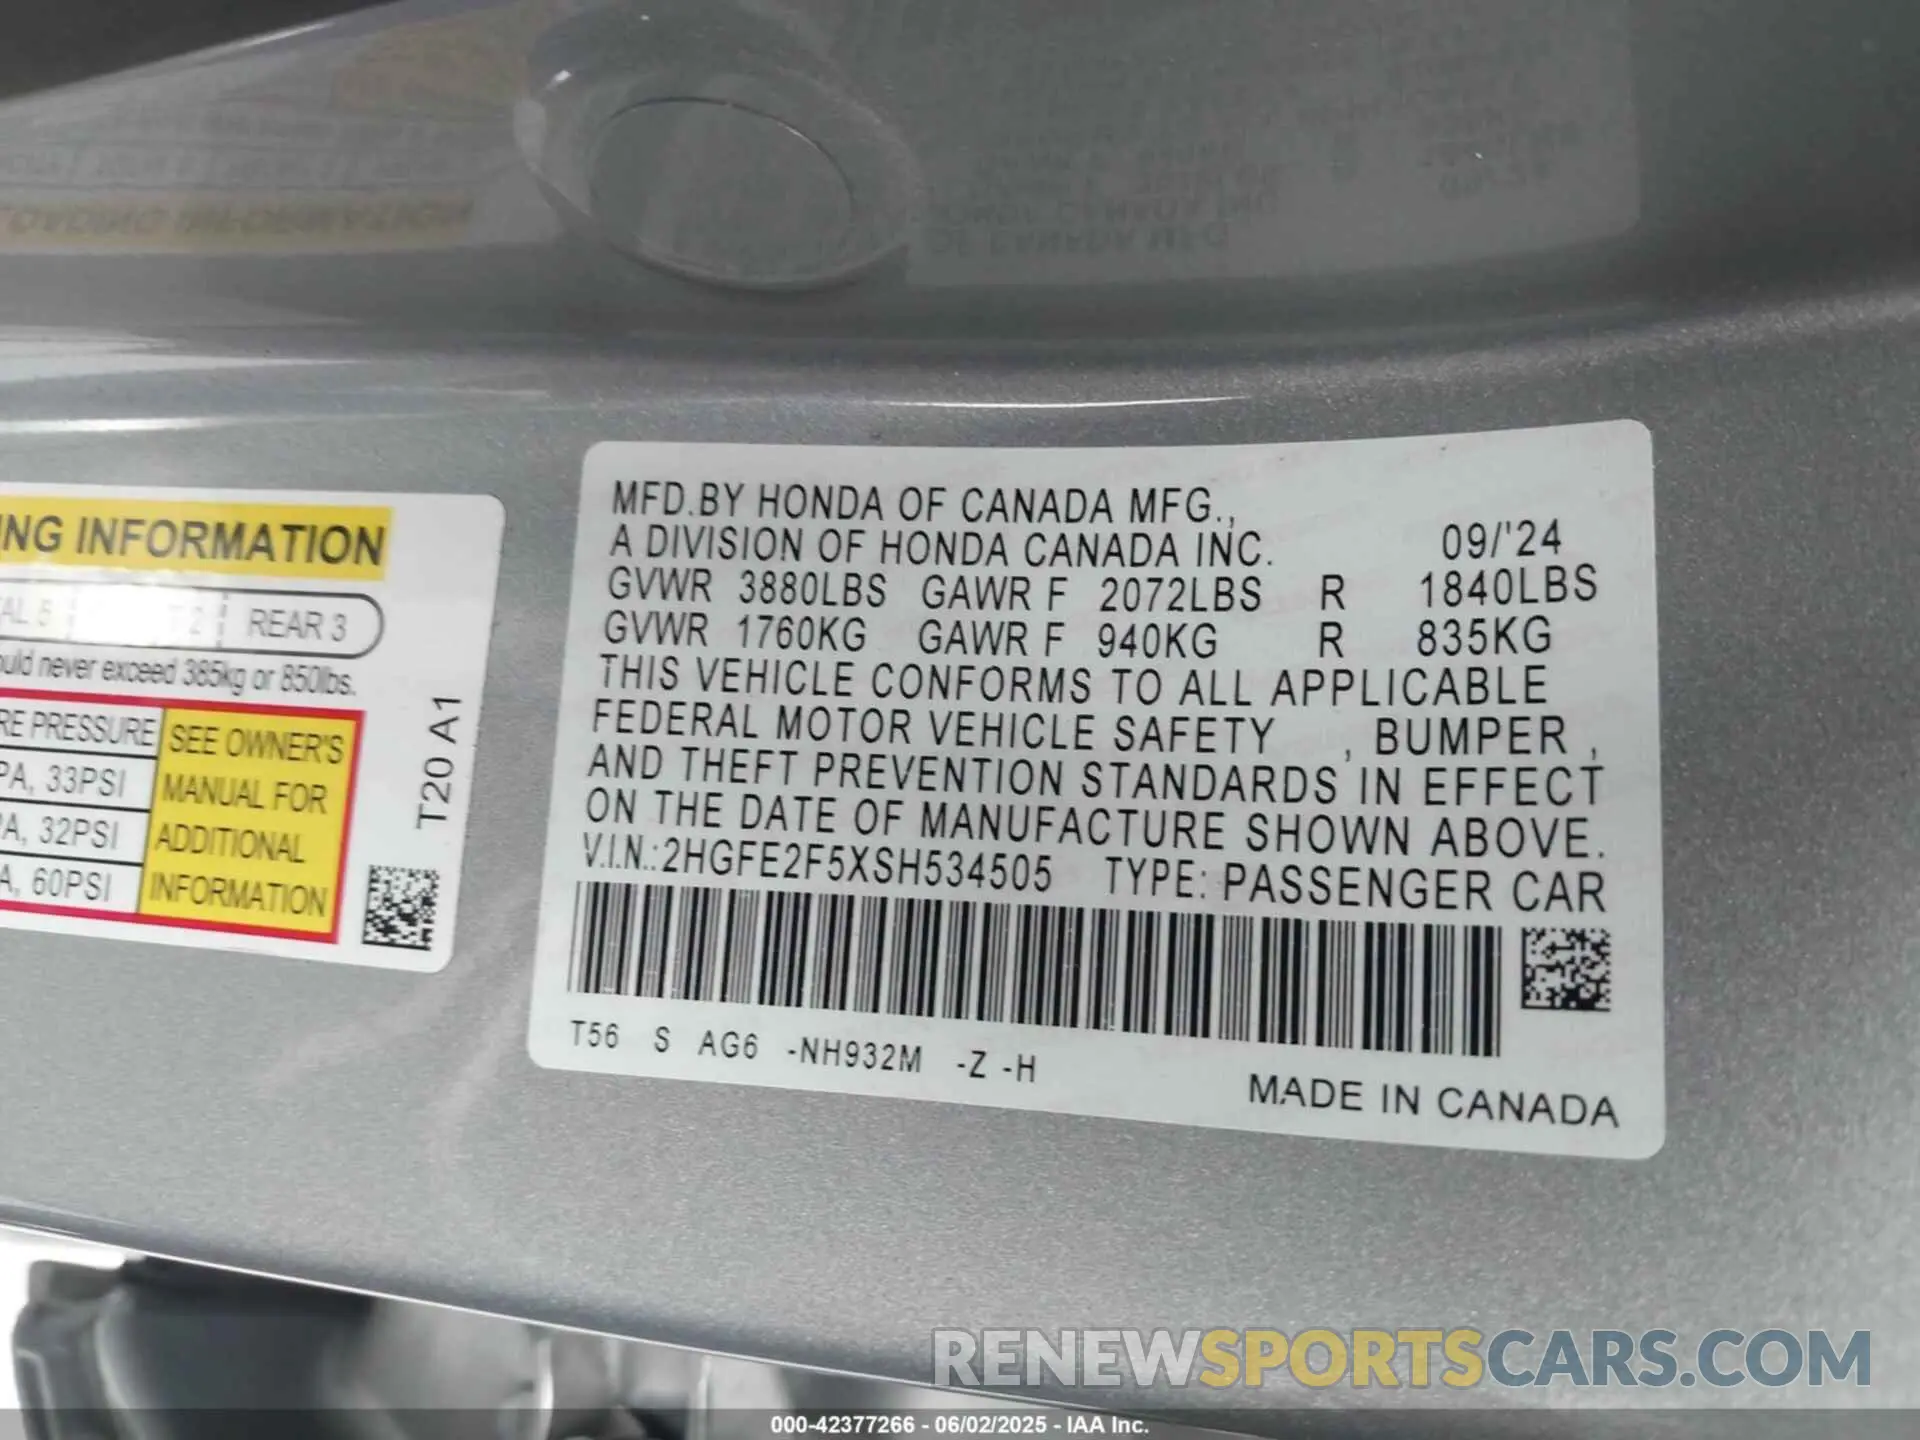 NG INFORMATION
AL 5
2
REAR 3
ould never exceed 385kg or 850lbs.
RE PRESSURE
PA, 33PSI
PA, 32PSI
A, 60PSI
SEE OWNER'S
MANUAL FOR
ADDITIONAL
INFORMATION
T20 A1
MFD.BY HONDA OF CANADA MFG.,
A DIVISION OF HONDA CANADA INC. 09/'24
GVWR 3880LBS GAWR F 2072LBS R 1840LBS
GVWR 1760KG GAWR F 940KG R 835KG
THIS VEHICLE CONFORMS TO ALL APPLICABLE
FEDERAL MOTOR VEHICLE SAFETY , BUMPER ,
AND THEFT PREVENTION STANDARDS IN EFFECT
ON THE DATE OF MANUFACTURE SHOWN ABOVE.
V.I.N.:2HGFE2F5XSH534505 TYPE: PASSENGER CAR
T56 S AG6 -NH932M -Z -H
MADE IN CANADA
RENEWSPORTSCARS.COM
000-42377266 - 06/02/2025 - IAA Inc.